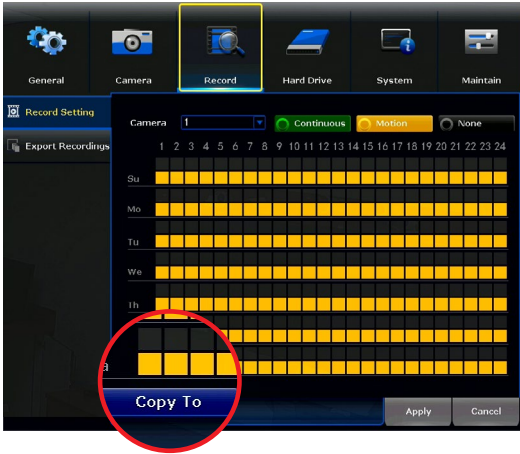 General Camera Record Hard Drive System Maintain
Record Setting
Camera 1 Continuous Motion None
Export Recordings
1 2 3 4 5 6 7 8 9 10 11 12 13 14 15 16 17 18 19 20 21 22 23 24
Su
Mo
Tu
We
Th
a
Copy To
Apply Cancel